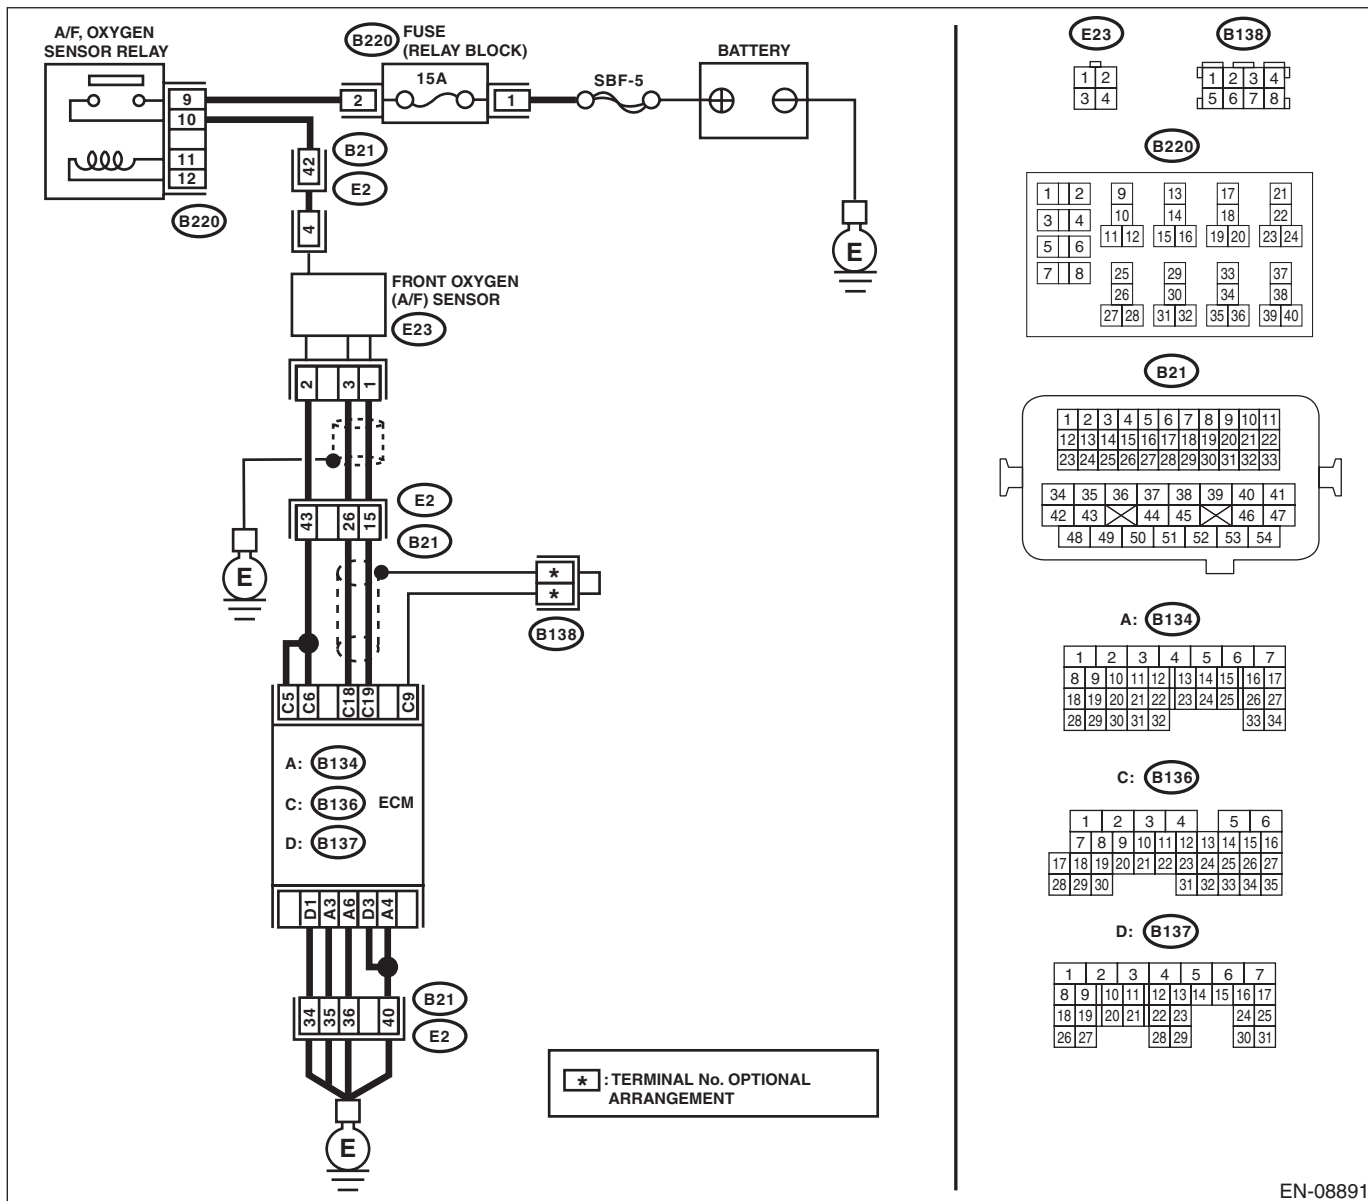 A/F, OXYGEN
SENSOR RELAY
B220
FUSE
(RELAY BLOCK)
15A
BATTERY
SBF-5
9
10
11
12
2
1
B220
42
B21
E2
4
E
FRONT OXYGEN
(A/F) SENSOR
E23
2 3 1
E
43 26 15
E2
B21
*
*
B138
C5 C6 C18 C19 C9
A: B134
C: B136 ECM
D: B137
D1 A3 A6 D3 A4
34 35 36 40
B21
E2
E
* : TERMINAL No. OPTIONAL
ARRANGEMENT
E23
1 2
3 4
B138
1 2 3 4
5 6 7 8
B220
1 2 9 13 17 21
3 4 10 14 18 22
11 12 15 16 19 20 23 24
5 6
7 8 25 29 33 37
26 30 34 38
27 28 31 32 35 36 39 40
B21
1 2 3 4 5 6 7 8 9 10 11
12 13 14 15 16 17 18 19 20 21 22
23 24 25 26 27 28 29 30 31 32 33
34 35 36 37 38 39 40 41
42 43 44 45 46 47
48 49 50 51 52 53 54
A: B134
1 2 3 4 5 6 7
8 9 10 11 12 13 14 15 16 17
18 19 20 21 22 23 24 25 26 27
28 29 30 31 32 33 34
C: B136
1 2 3 4 5 6
7 8 9 10 11 12 13 14 15 16
17 18 19 20 21 22 23 24 25 26 27
28 29 30 31 32 33 34 35
D: B137
1 2 3 4 5 6 7
8 9 10 11 12 13 14 15 16 17
18 19 20 21 22 23 24 25
26 27 28 29 30 31
EN-08891